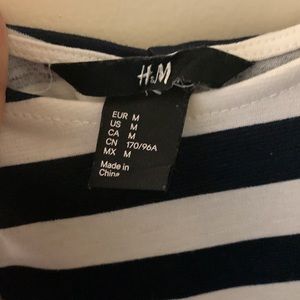 H&M
EUR M
US M
CA M
CN 170/96A
MX M
Made in
China